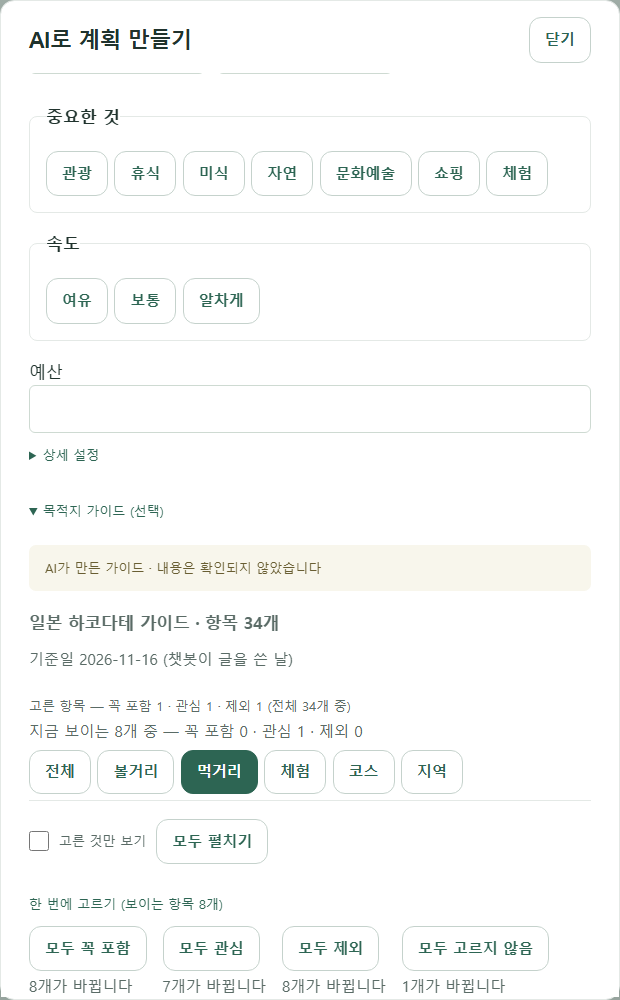 AI로 계획 만들기
닫기
중요한 것
관광 휴식 미식 자연 문화예술 쇼핑 체험
속도
여유 보통 알차게
예산
▶ 상세 설정
▼ 목적지 가이드 (선택)
AI가 만든 가이드 · 내용은 확인되지 않았습니다
일본 하코다테 가이드 · 항목 34개
기준일 2026-11-16 (챗봇이 글을 쓴 날)
고른 항목 — 꼭 포함 1 · 관심 1 · 제외 1 (전체 34개 중)
지금 보이는 8개 중 — 꼭 포함 0 · 관심 1 · 제외 0
전체 볼거리 먹거리 체험 코스 지역
고른 것만 보기 모두 펼치기
한 번에 고르기 (보이는 항목 8개)
모두 꼭 포함 모두 관심 모두 제외 모두 고르지 않음
8개가 바뀝니다 7개가 바뀝니다 8개가 바뀝니다 1개가 바뀝니다